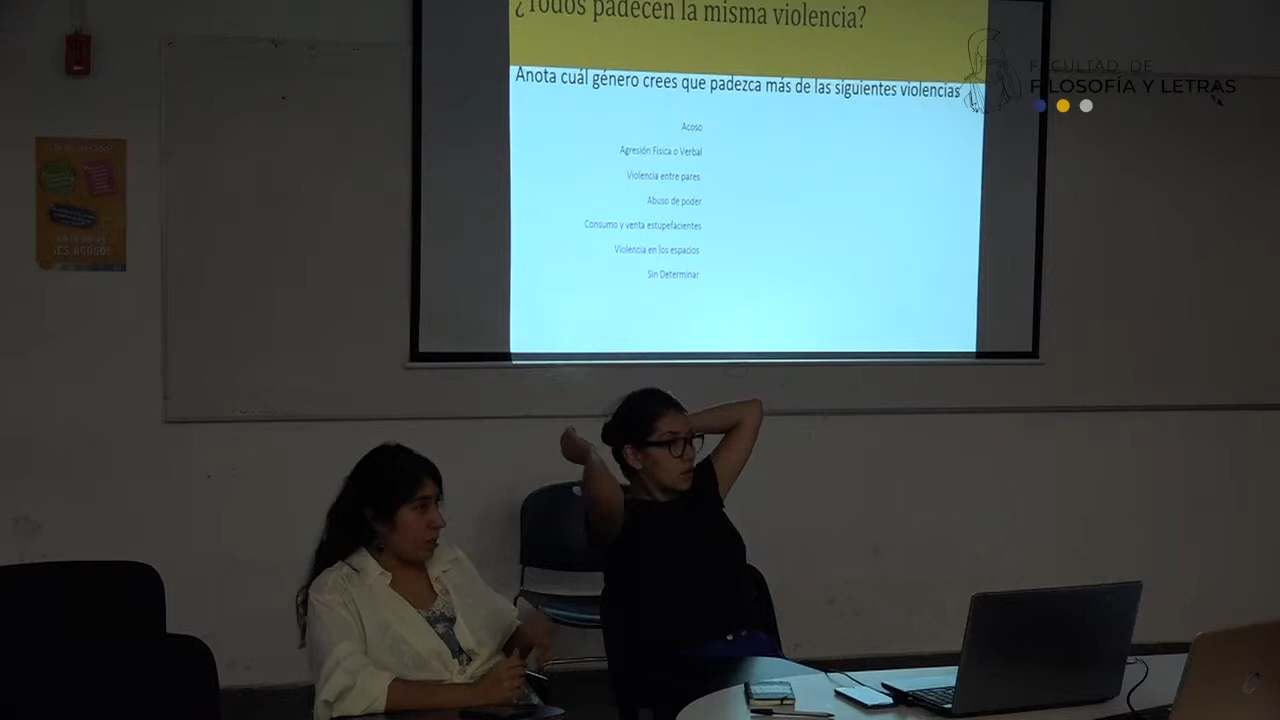 ¿Todos padecen la misma violencia?
Anota cuál género crees que padezca más de las siguientes violencias
Acoso
Agresión Física o Verbal
Violencia entre pares
Abuso de poder
Consumo y venta estupefacientes
Violencia en los espacios
Sin Determinar
FACULTAD DE
FILOSOFÍA Y LETRAS
¡ES ACOSO!